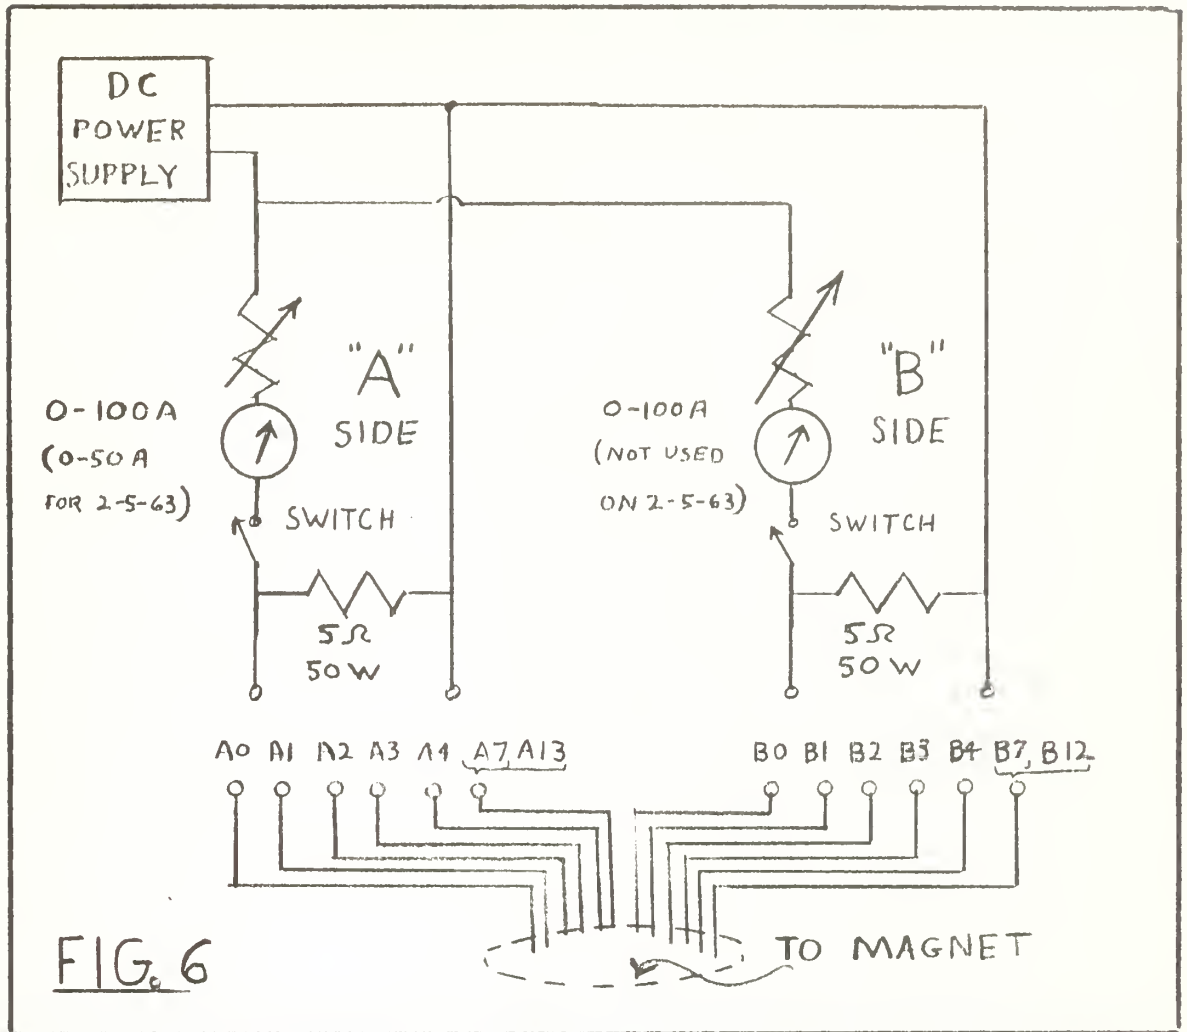 DC
POWER
SUPPLY
"A"
SIDE
0-100A
(0-50A
FOR 2-5-63)
SWITCH
5Ω
50W
"B"
SIDE
0-100A
(NOT USED
ON 2-5-63)
SWITCH
5Ω
50W
A0 A1 A2 A3 A4 A7, A13
B0 B1 B2 B3 B4 B7, B12
TO MAGNET
FIG. 6